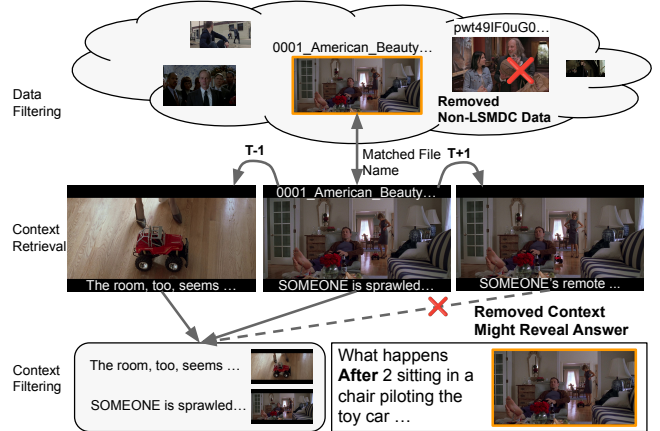 pwt49IF0uG0...
0001_American_Beauty...
Removed
Non-LSMDC Data
Data
Filtering
T-1
Matched File
Name
T+1
0001_American_Beauty...
Context
Retrieval
The room, too, seems ...
SOMEONE is sprawled...
SOMEONE's remote ...
Removed Context
Might Reveal Answer
Context
Filtering
The room, too, seems ...
SOMEONE is sprawled...
What happens
After 2 sitting in a
chair piloting the
toy car ...